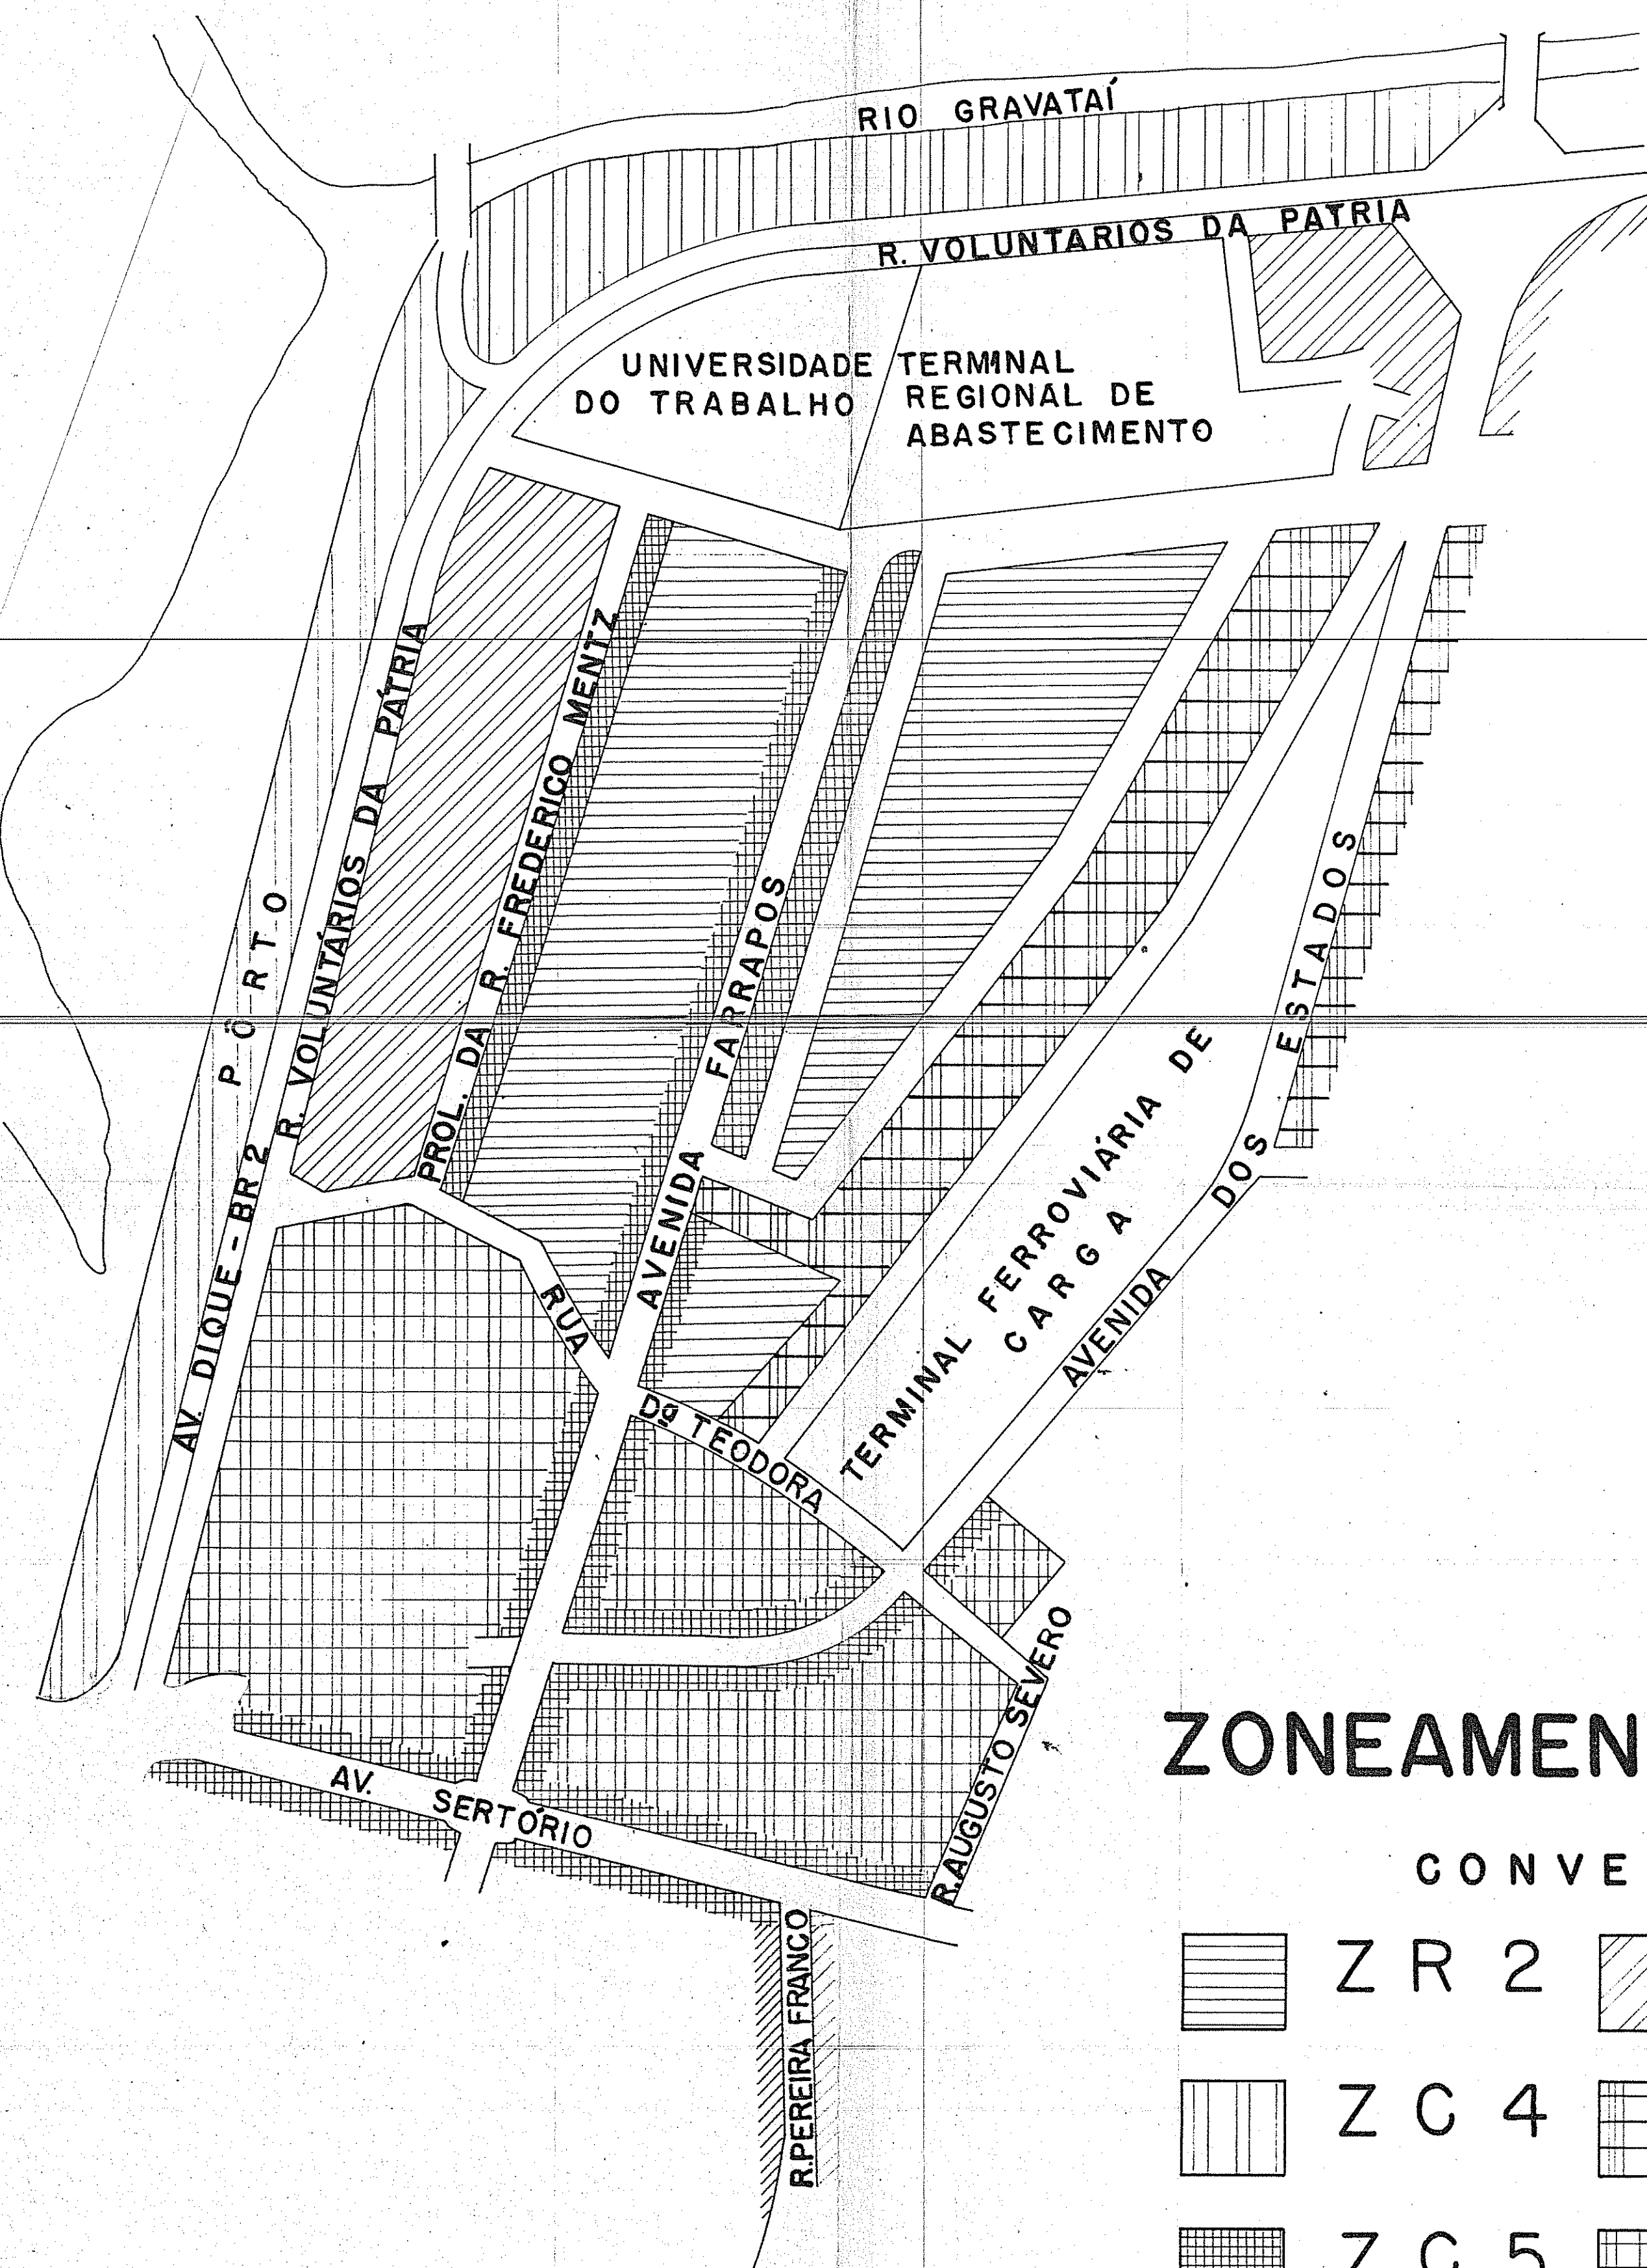 RIO GRAVATAÍ
R. VOLUNTARIOS DA PATRIA
UNIVERSIDADE
DO TRABALHO
TERMINAL
REGIONAL DE
ABASTECIMENTO
R. VOLUNTÁRIOS DA PÁTRIA
PROL. DA R. FREDERICO MENTZ
PÔRTO
AV. DIQUE - BR 2
AVENIDA FARRAPOS
RUA
Dª TEODORA
TERMINAL FERROVIÁRIA DE
CARGA
AVENIDA DOS ESTADOS
AV. SERTÓRIO
R. AUGUSTO SEVERO
R. PEREIRA FRANCO
ZONEAMEN
CONVE
ZR 2
ZC 4
ZC 5